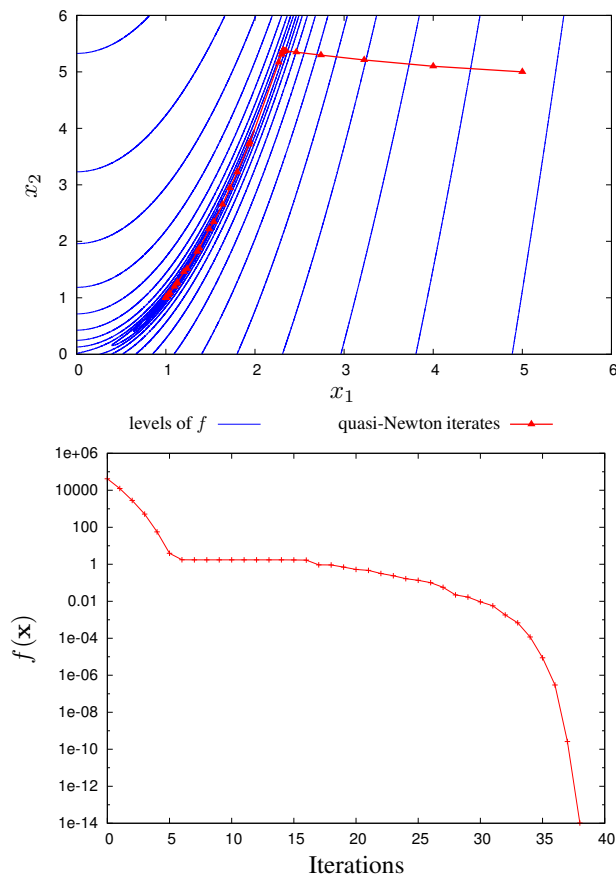 6
5
4
3
2
1
0
x₂
1
2
3
4
5
6
x₁
levels of f
quasi-Newton iterates
1e+06
10000
100
1
0.01
1e-04
1e-06
1e-08
1e-10
1e-12
1e-14
f(x)
0
5
10
15
20
25
30
35
40
Iterations